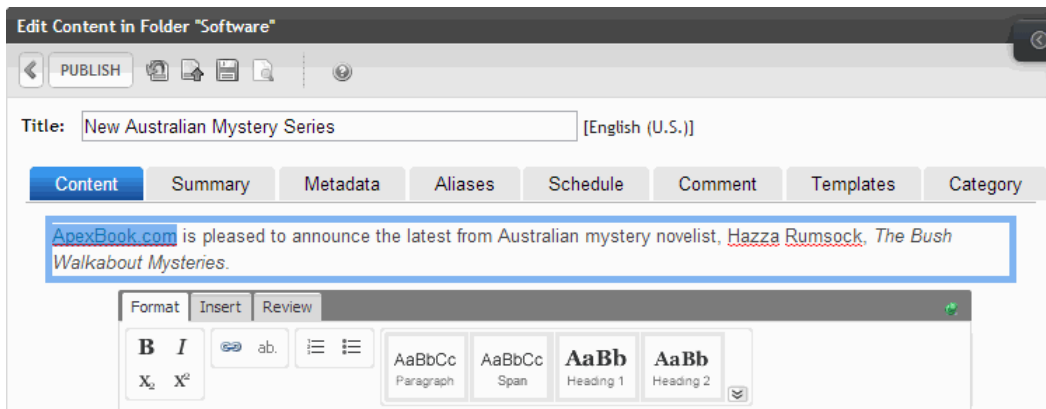 Edit Content in Folder "Software"
PUBLISH
Title: New Australian Mystery Series [English (U.S.)]
Content Summary Metadata Aliases Schedule Comment Templates Category
ApexBook.com is pleased to announce the latest from Australian mystery novelist, Hazza Rumsock, The Bush
Walkabout Mysteries.
Format Insert Review
B I ab. AaBbCc AaBbCc AaBb AaBb
X₂ X² Paragraph Span Heading 1 Heading 2